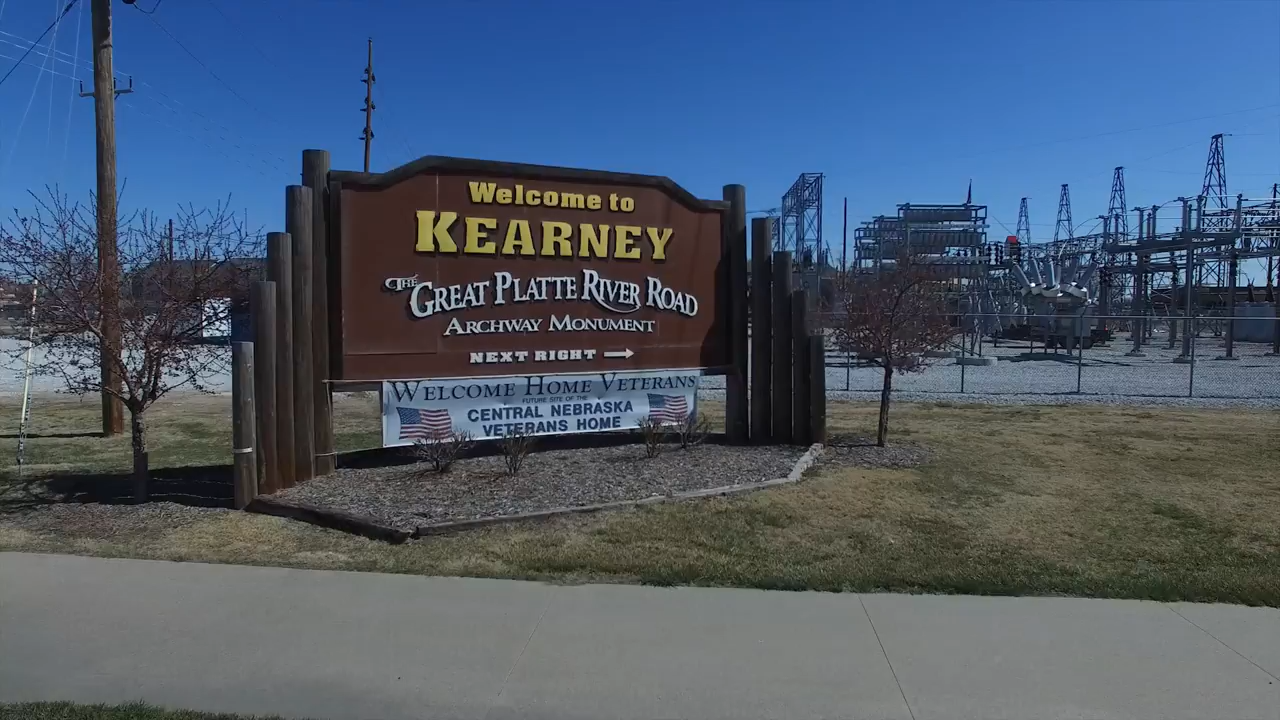 Welcome to
KEARNEY
THE GREAT PLATTE RIVER ROAD
ARCHWAY MONUMENT
NEXT RIGHT →
WELCOME HOME VETERANS
FUTURE SITE OF THE
CENTRAL NEBRASKA
VETERANS HOME